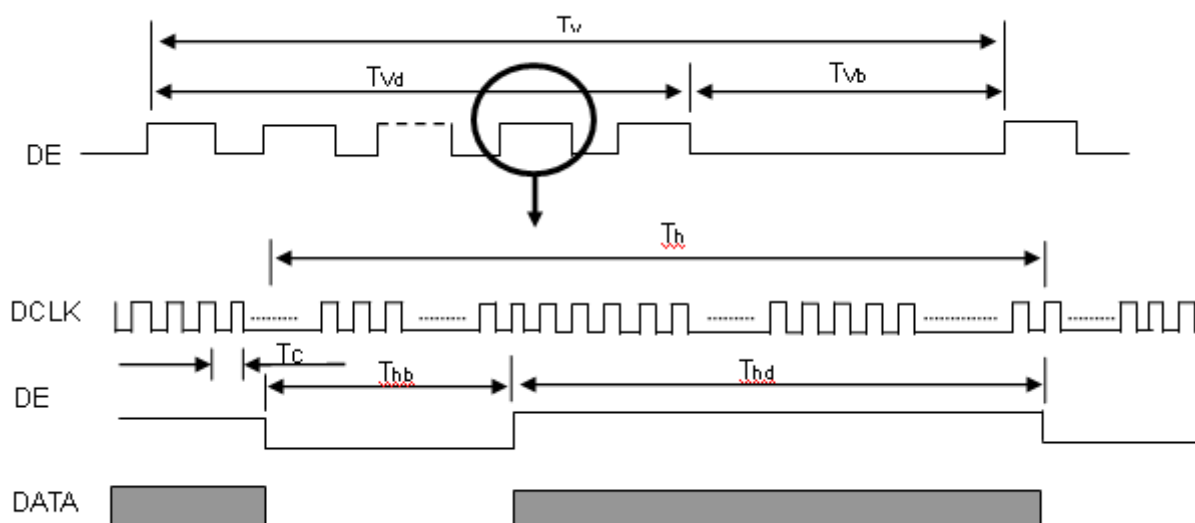 Tv
TVd
TVb
DE
Th
DCLK
Tc
Thb
Thd
DE
DATA